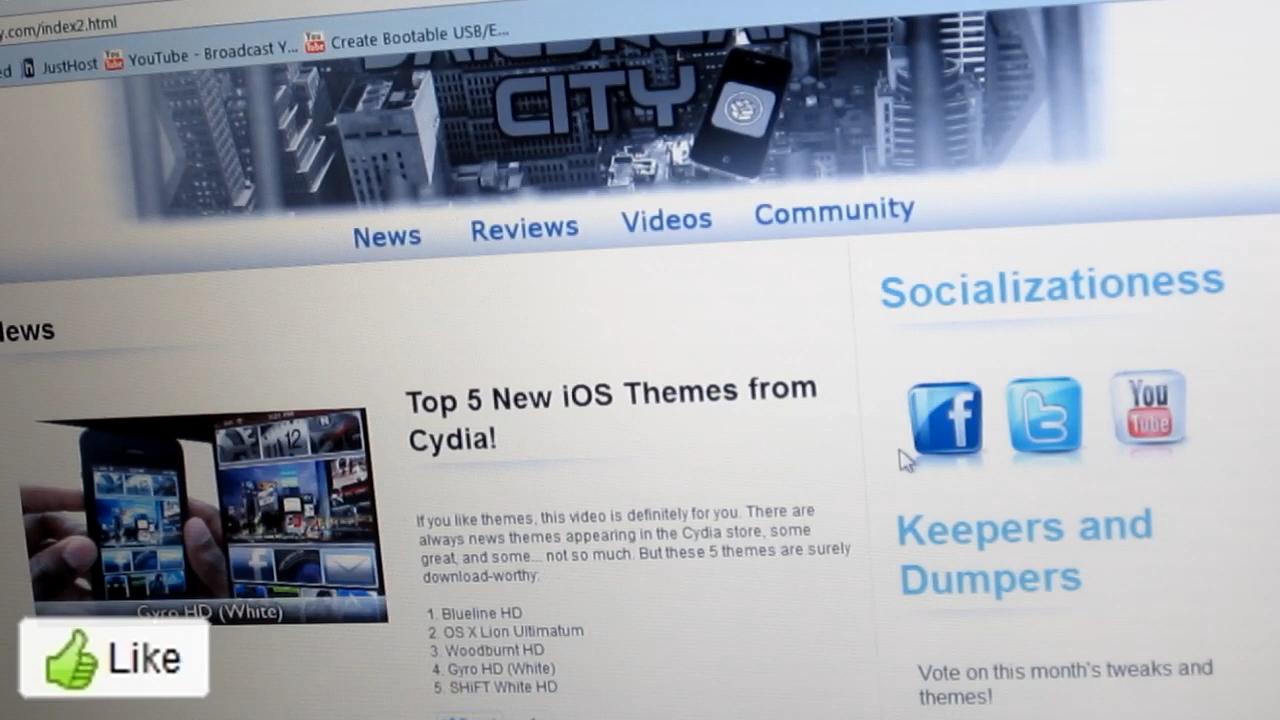 y.com/index2.html
ed JustHost YouTube - Broadcast Y... Create Bootable USB/E...
CITY
News Reviews Videos Community
Socializationess
News
Top 5 New iOS Themes from
Cydia!
You
Tube
If you like themes, this video is definitely for you. There are
always news themes appearing in the Cydia store, some
great, and some... not so much. But these 5 themes are surely
download-worthy:
Keepers and
Dumpers
Gyro HD (White)
1. Blueline HD
2. OS X Lion Ultimatum
3. Woodburnt HD
4. Gyro HD (White)
5. SHiFT White HD
Like
Vote on this month's tweaks and
themes!